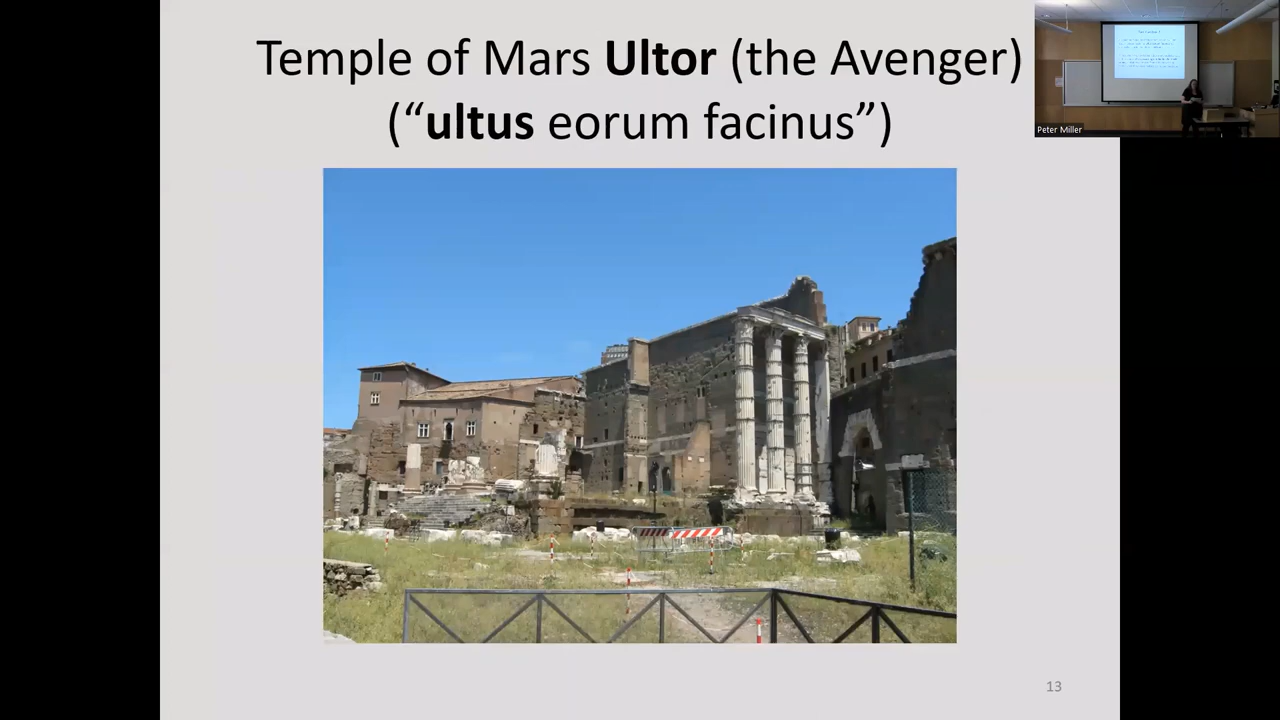 Temple of Mars Ultor (the Avenger)
(“ultus eorum facinus”)
Peter Miller
13